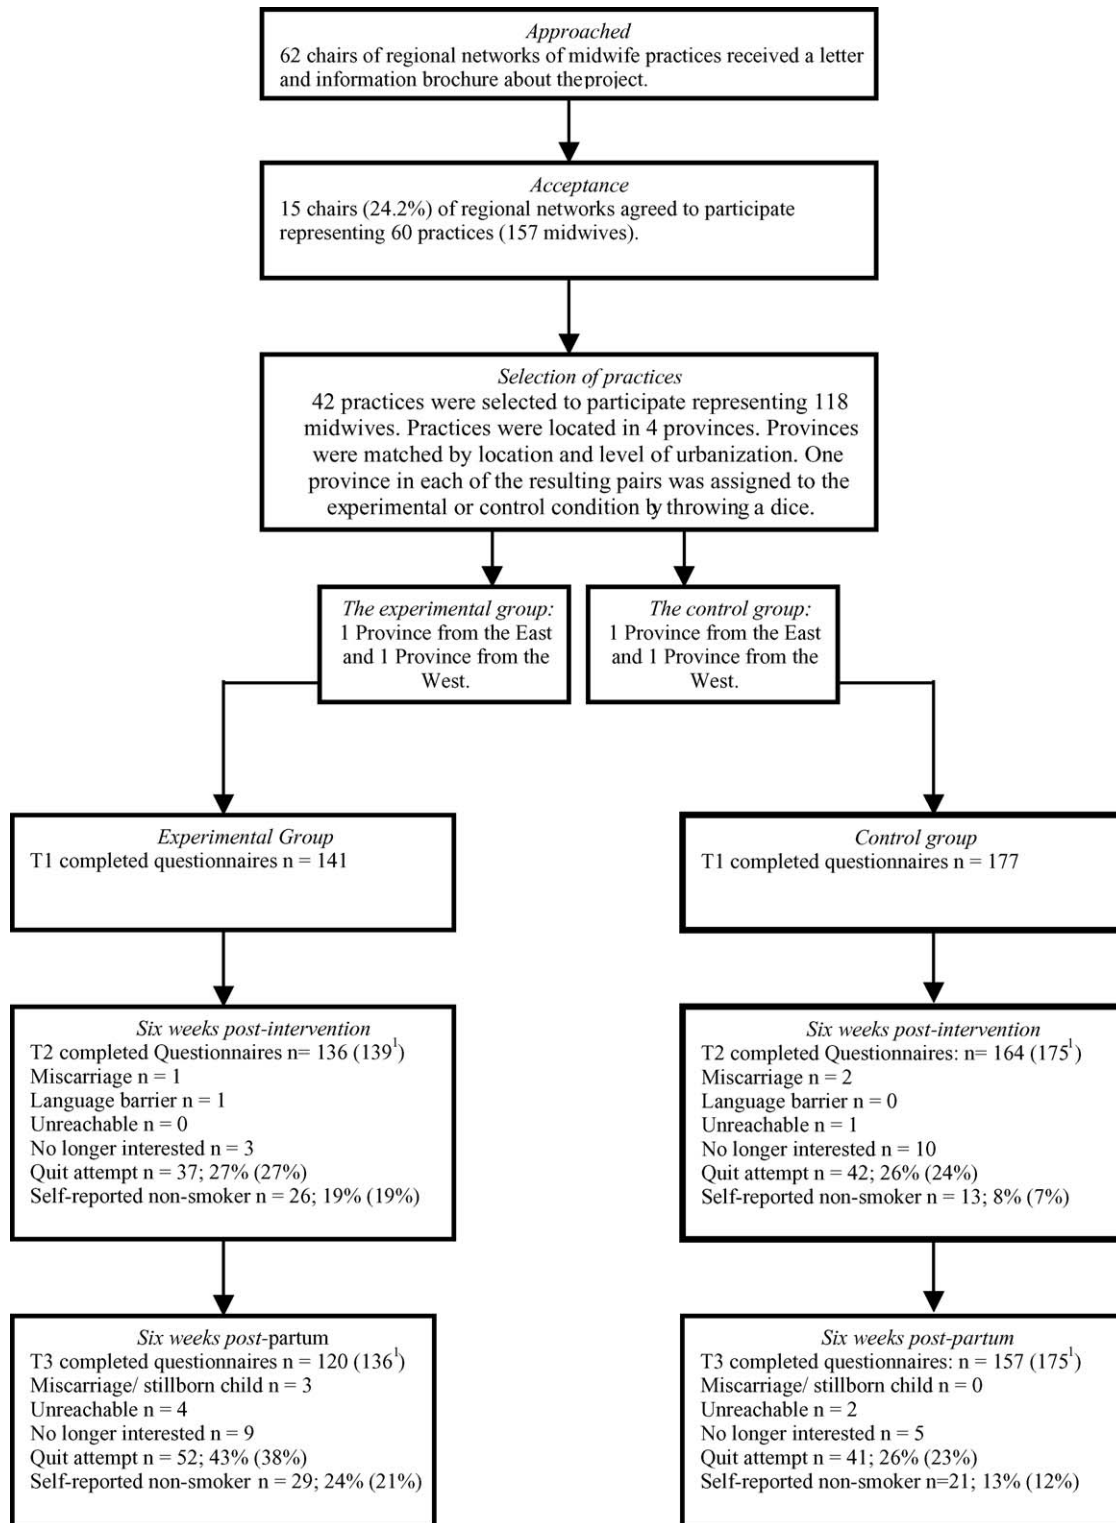 Approached
62 chairs of regional networks of midwife practices received a letter
and information brochure about theproject.
Acceptance
15 chairs (24.2%) of regional networks agreed to participate
representing 60 practices (157 midwives).
Selection of practices
42 practices were selected to participate representing 118
midwives. Practices were located in 4 provinces. Provinces
were matched by location and level of urbanization. One
province in each of the resulting pairs was assigned to the
experimental or control condition by throwing a dice.
The experimental group:
1 Province from the East
and 1 Province from the
West.
The control group:
1 Province from the East
and 1 Province from the
West.
Experimental Group
T1 completed questionnaires n = 141
Control group
T1 completed questionnaires n = 177
Six weeks post-intervention
T2 completed Questionnaires n= 136 (139¹)
Miscarriage n = 1
Language barrier n = 1
Unreachable n = 0
No longer interested n = 3
Quit attempt n = 37; 27% (27%)
Self-reported non-smoker n = 26; 19% (19%)
Six weeks post-intervention
T2 completed Questionnaires: n= 164 (175¹)
Miscarriage n = 2
Language barrier n = 0
Unreachable n = 1
No longer interested n = 10
Quit attempt n = 42; 26% (24%)
Self-reported non-smoker n = 13; 8% (7%)
Six weeks post-partum
T3 completed questionnaires n = 120 (136¹)
Miscarriage/ stillborn child n = 3
Unreachable n = 4
No longer interested n = 9
Quit attempt n = 52; 43% (38%)
Self-reported non-smoker n = 29; 24% (21%)
Six weeks post-partum
T3 completed questionnaires: n = 157 (175¹)
Miscarriage/ stillborn child n = 0
Unreachable n = 2
No longer interested n = 5
Quit attempt n = 41; 26% (23%)
Self-reported non-smoker n=21; 13% (12%)